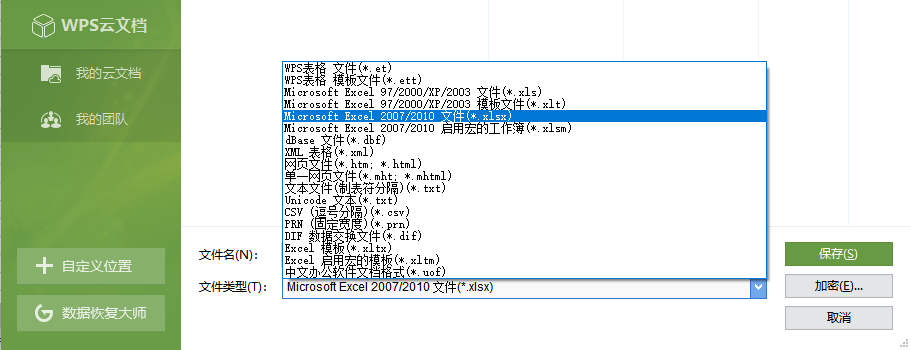 WPS云文档
我的云文档
我的团队
自定义位置
数据恢复大师
WPS表格 文件(*.et)
WPS表格 模板文件(*.ett)
Microsoft Excel 97/2000/XP/2003 文件(*.xls)
Microsoft Excel 97/2000/XP/2003 模板文件(*.xlt)
Microsoft Excel 2007/2010 文件(*.xlsx)
Microsoft Excel 2007/2010 启用宏的工作簿(*.xlsm)
dBase 文件(*.dbf)
XML 表格(*.xml)
网页文件(*.htm; *.html)
单一网页文件(*.mht; *.mhtml)
文本文件(制表符分隔)(*.txt)
Unicode 文本(*.txt)
CSV (逗号分隔)(*.csv)
PRN (固定宽度)(*.prn)
DIF 数据交换文件(*.dif)
Excel 模板(*.xltx)
Excel 启用宏的模板(*.xltm)
中文办公软件文档格式(*.uof)
文件名(N):
文件类型(T): Microsoft Excel 2007/2010 文件(*.xlsx)
保存(S)
加密(E)...
取消